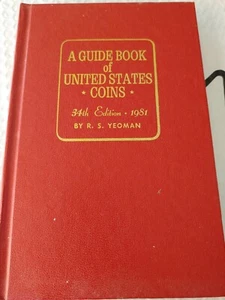 A GUIDE BOOK
of
UNITED STATES
• COINS •
34th Edition • 1981
BY R. S. YEOMAN